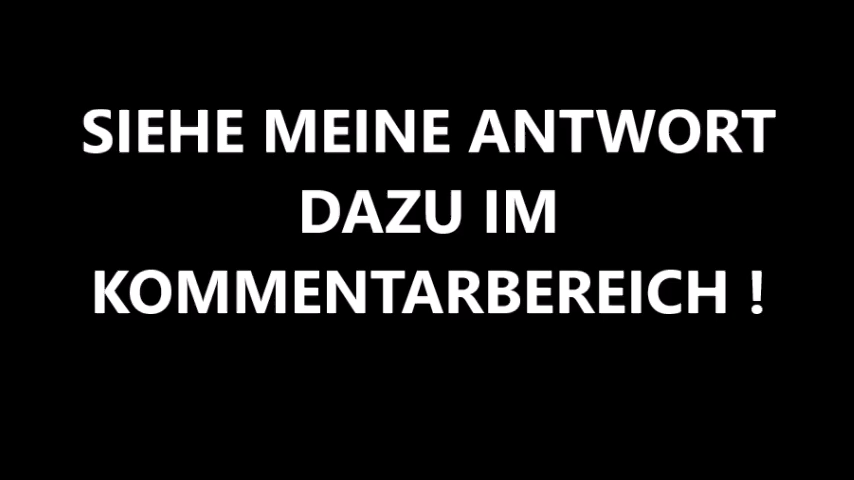 SIEHE MEINE ANTWORT
DAZU IM
KOMMENTARBEREICH !